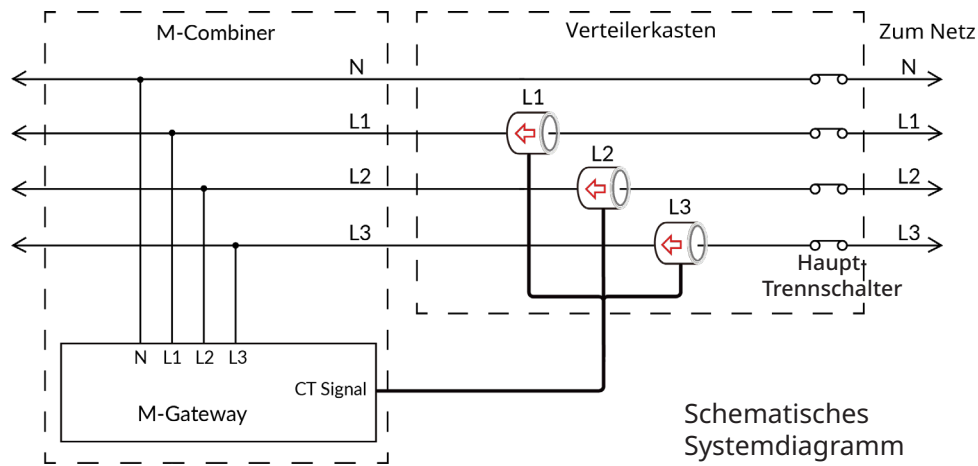 M-Combiner
Verteilerkasten
Zum Netz
N
N
L1
L1
L1
L2
L2
L2
L3
L3
L3
Haupt-
Trennschalter
N L1 L2 L3
CT Signal
M-Gateway
Schematisches
Systemdiagramm